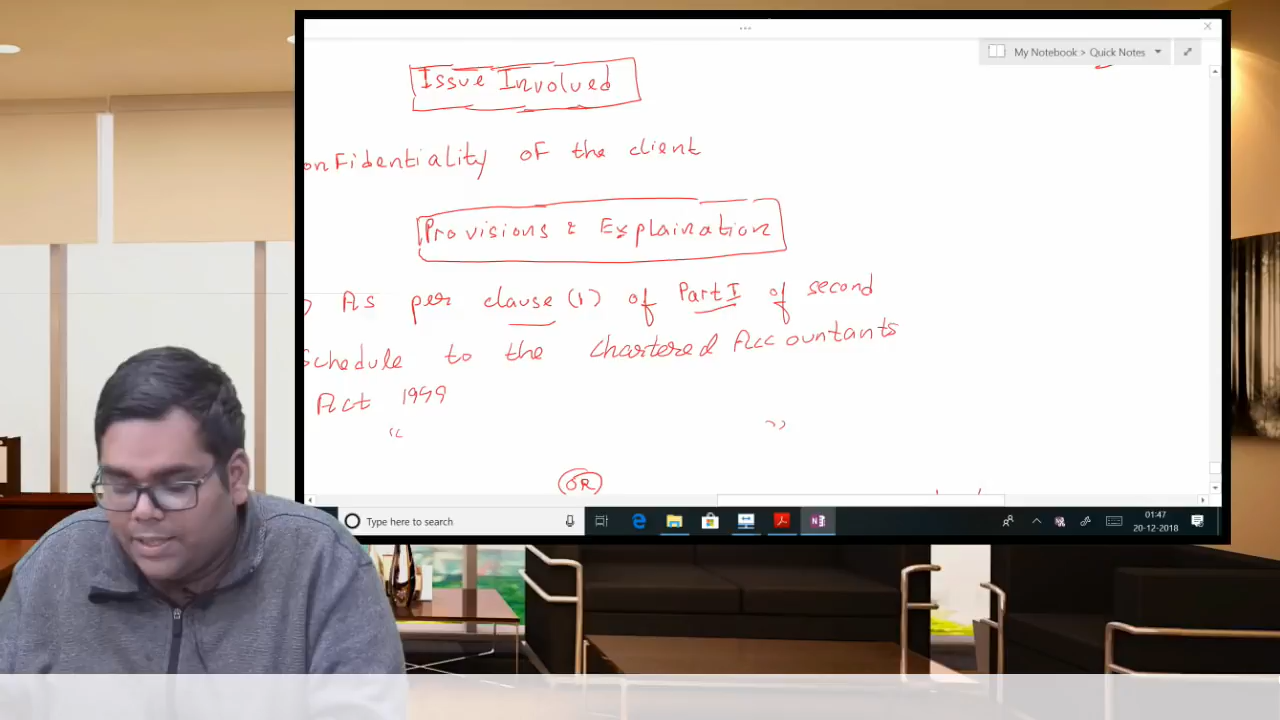 My Notebook > Quick Notes
Issue Involved
onfidentiality of the client
Provisions & Explaination
) As per clause (1) of Part I of second
schedule to the chartered Accountants
Act 1949
“ ”
OR
Type here to search
01:47
20-12-2018